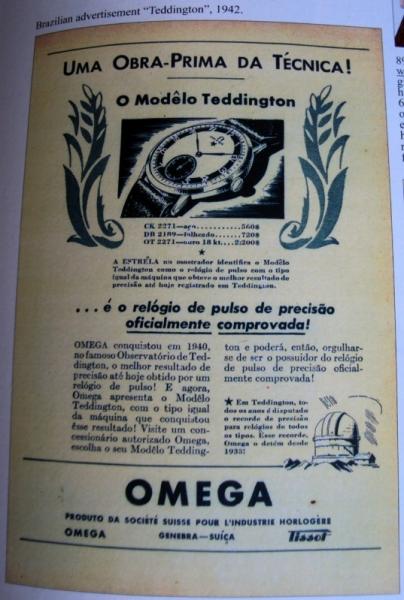 Brazilian advertisement “Teddington”, 1942.
UMA OBRA-PRIMA DA TÉCNICA!
O Modêlo Teddington
CK 2271—aço............560$
DB 2189—folheado........720$
OT 2271—ouro 18 kt....2:200$
★
A ESTRÊLA no mostrador identifica o Modêlo
Teddington como o relógio de pulso com o tipo
igual da máquina que obteve o melhor resultado de
precisão até hoje registrado em Teddington.
...é o relógio de pulso de precisão
oficialmente comprovada!
OMEGA conquistou em 1940,
no famoso Observatório de Ted-
dington, o melhor resultado de
precisão até hoje obtido por um
relógio de pulso! E agora,
Omega apresenta o Modêlo
Teddington, com o tipo igual
da máquina que conquistou
êsse resultado! Visite um con-
cessionário autorizado Omega,
escolha o seu Modêlo Tedding-
ton e poderá, então, orgulhar-
se de ser o possuidor do relógio
de pulso de precisão oficial-
mente comprovada!
★ Em Teddington, to-
dos os anos é disputado
o recorde de precisão
para relógios de todos
os tipos. Êsse recorde,
Omega o detém desde
1933!
OMEGA
PRODUTO DA SOCIÉTÉ SUISSE POUR L'INDUSTRIE HORLOGÈRE
OMEGA GENEBRA—SUÍÇA Tissot